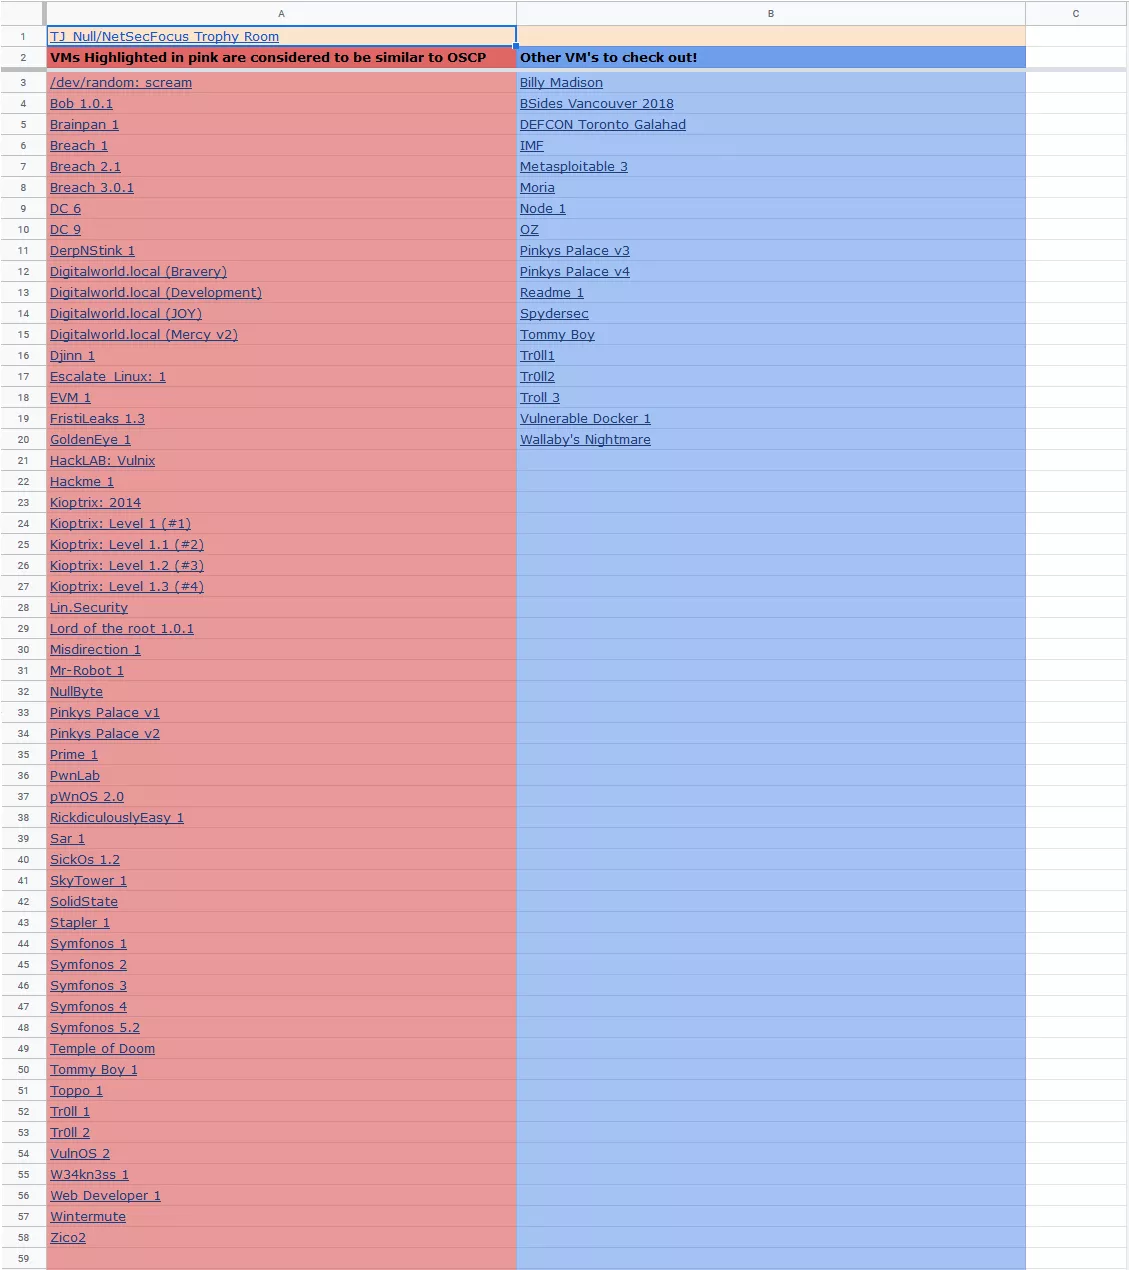 A B C
1 TJ_Null/NetSecFocus Trophy Room
2 VMs Highlighted in pink are considered to be similar to OSCP Other VM's to check out!
3 /dev/random: scream Billy Madison
4 Bob 1.0.1 BSides Vancouver 2018
5 Brainpan 1 DEFCON Toronto Galahad
6 Breach 1 IMF
7 Breach 2.1 Metasploitable 3
8 Breach 3.0.1 Moria
9 DC 6 Node 1
10 DC 9 OZ
11 DerpNStink 1 Pinkys Palace v3
12 Digitalworld.local (Bravery) Pinkys Palace v4
13 Digitalworld.local (Development) Readme 1
14 Digitalworld.local (JOY) Spydersec
15 Digitalworld.local (Mercy v2) Tommy Boy
16 Djinn 1 Tr0ll1
17 Escalate_Linux: 1 Tr0ll2
18 EVM 1 Troll 3
19 FristiLeaks 1.3 Vulnerable Docker 1
20 GoldenEye 1 Wallaby's Nightmare
21 HackLAB: Vulnix
22 Hackme 1
23 Kioptrix: 2014
24 Kioptrix: Level 1 (#1)
25 Kioptrix: Level 1.1 (#2)
26 Kioptrix: Level 1.2 (#3)
27 Kioptrix: Level 1.3 (#4)
28 Lin.Security
29 Lord of the root 1.0.1
30 Misdirection 1
31 Mr-Robot 1
32 NullByte
33 Pinkys Palace v1
34 Pinkys Palace v2
35 Prime 1
36 PwnLab
37 pWnOS 2.0
38 RickdiculouslyEasy 1
39 Sar 1
40 SickOs 1.2
41 SkyTower 1
42 SolidState
43 Stapler 1
44 Symfonos 1
45 Symfonos 2
46 Symfonos 3
47 Symfonos 4
48 Symfonos 5.2
49 Temple of Doom
50 Tommy Boy 1
51 Toppo 1
52 Tr0ll 1
53 Tr0ll 2
54 VulnOS 2
55 W34kn3ss 1
56 Web Developer 1
57 Wintermute
58 Zico2
59